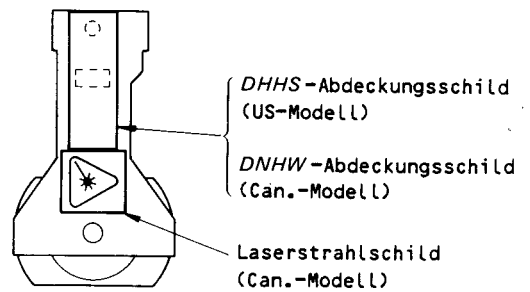 DHHS-Abdeckungsschild
(US-Modell)
DNHW-Abdeckungsschild
(Can.-Modell)
Laserstrahlschild
(Can.-Modell)